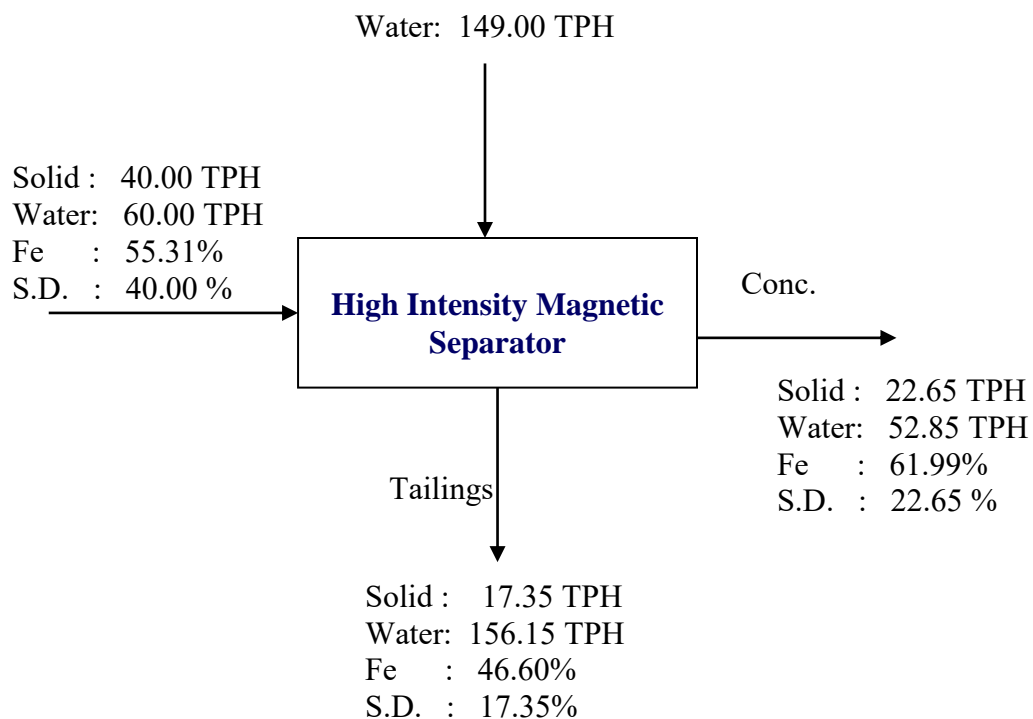 Water: 149.00 TPH
Solid : 40.00 TPH
Water: 60.00 TPH
Fe : 55.31%
S.D. : 40.00 %
High Intensity Magnetic
Separator
Conc.
Solid : 22.65 TPH
Water: 52.85 TPH
Fe : 61.99%
S.D. : 22.65 %
Tailings
Solid : 17.35 TPH
Water: 156.15 TPH
Fe : 46.60%
S.D. : 17.35%